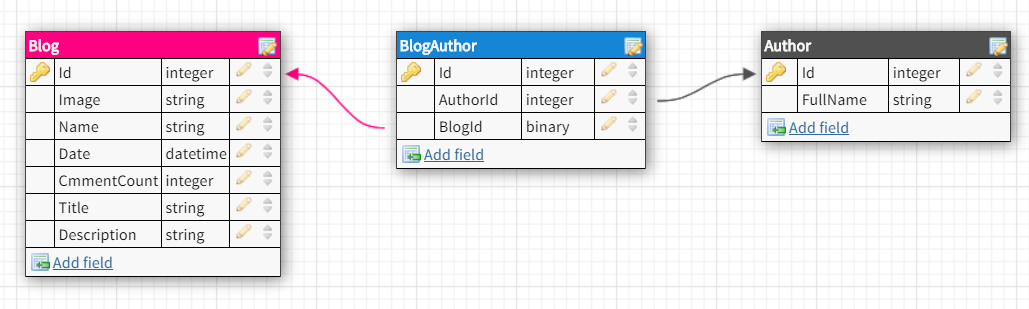 Blog
Id integer
Image string
Name string
Date datetime
CmmentCount integer
Title string
Description string
Add field
BlogAuthor
Id integer
AuthorId integer
BlogId binary
Add field
Author
Id integer
FullName string
Add field